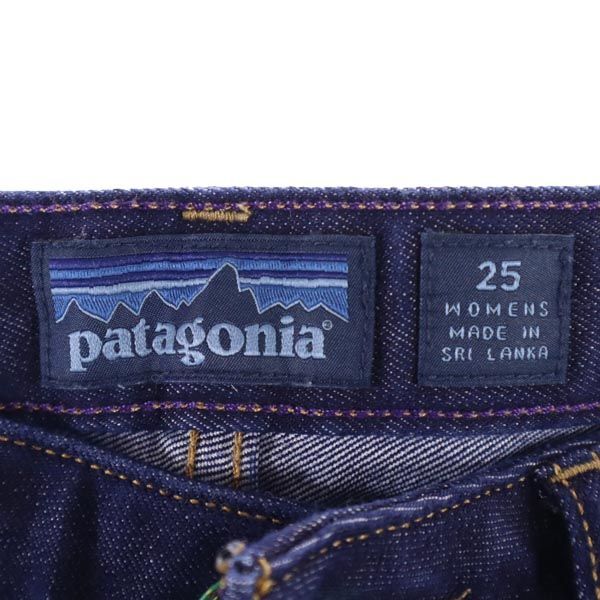 patagonia®
25
WOMENS
MADE IN
SRI LANKA